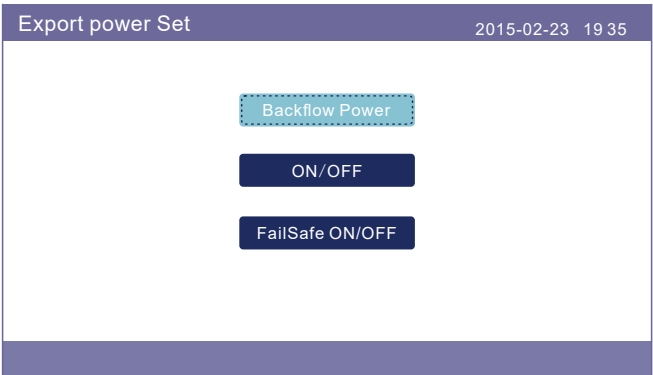 Export power Set
2015-02-23 19 35
Backflow Power
ON/OFF
FailSafe ON/OFF